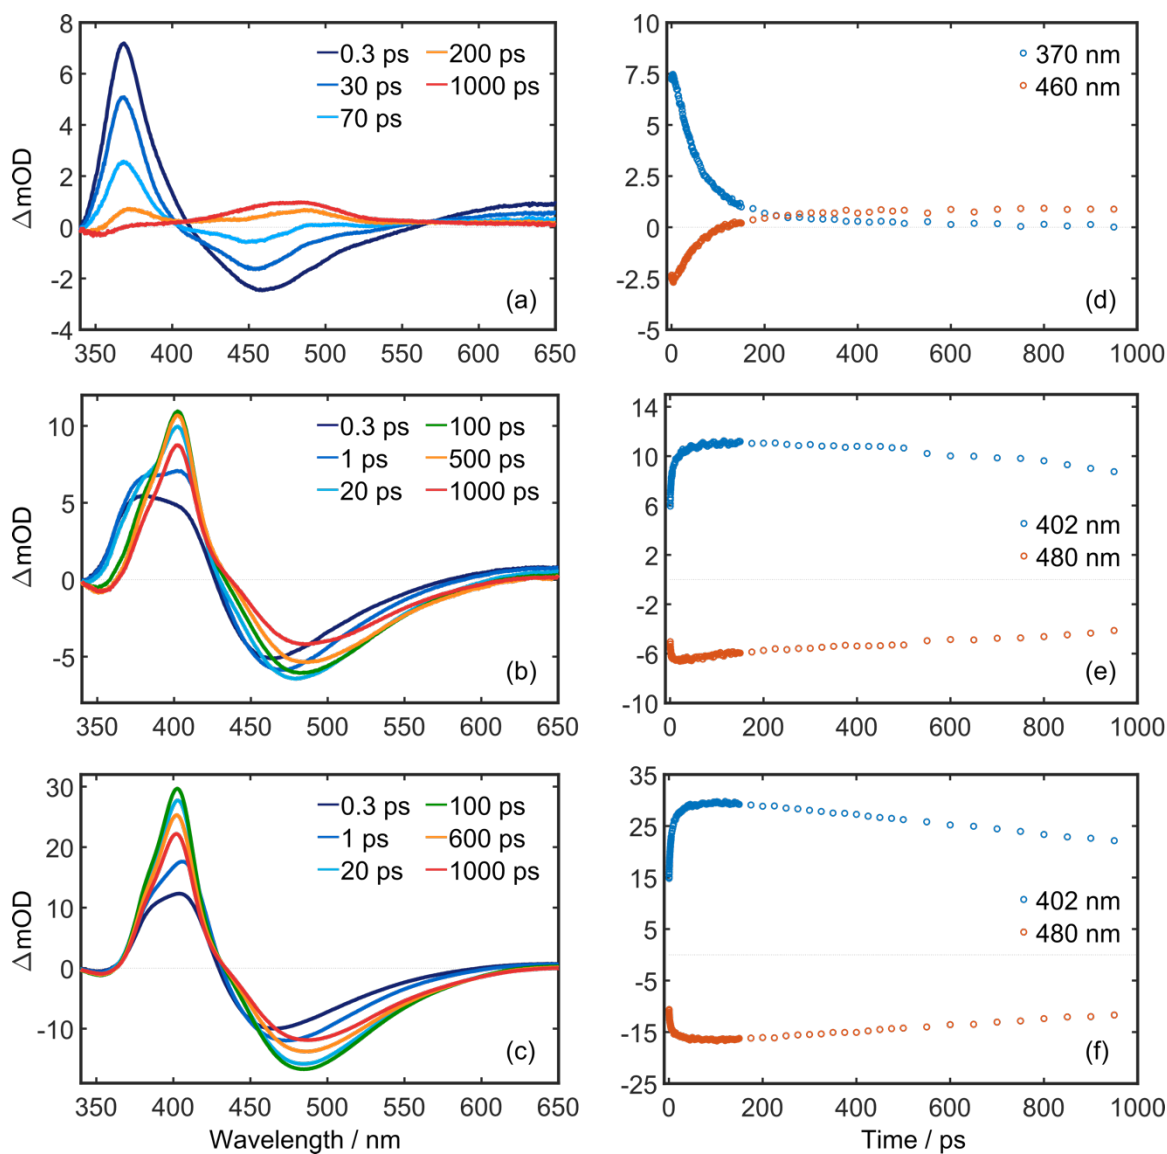 8
6
4
2
0
-2
-4
ΔmOD
0.3 ps
30 ps
70 ps
200 ps
1000 ps
(a)
350 400 450 500 550 600 650
10
7.5
5
2.5
0
-2.5
-5
370 nm
460 nm
(d)
0 200 400 600 800 1000
10
5
0
-5
ΔmOD
0.3 ps
1 ps
20 ps
100 ps
500 ps
1000 ps
(b)
350 400 450 500 550 600 650
14
10
6
2
-2
-6
-10
402 nm
480 nm
(e)
0 200 400 600 800 1000
30
20
10
0
-10
ΔmOD
0.3 ps
1 ps
20 ps
100 ps
600 ps
1000 ps
(c)
350 400 450 500 550 600 650
Wavelength / nm
35
25
15
5
-5
-15
-25
402 nm
480 nm
(f)
0 200 400 600 800 1000
Time / ps